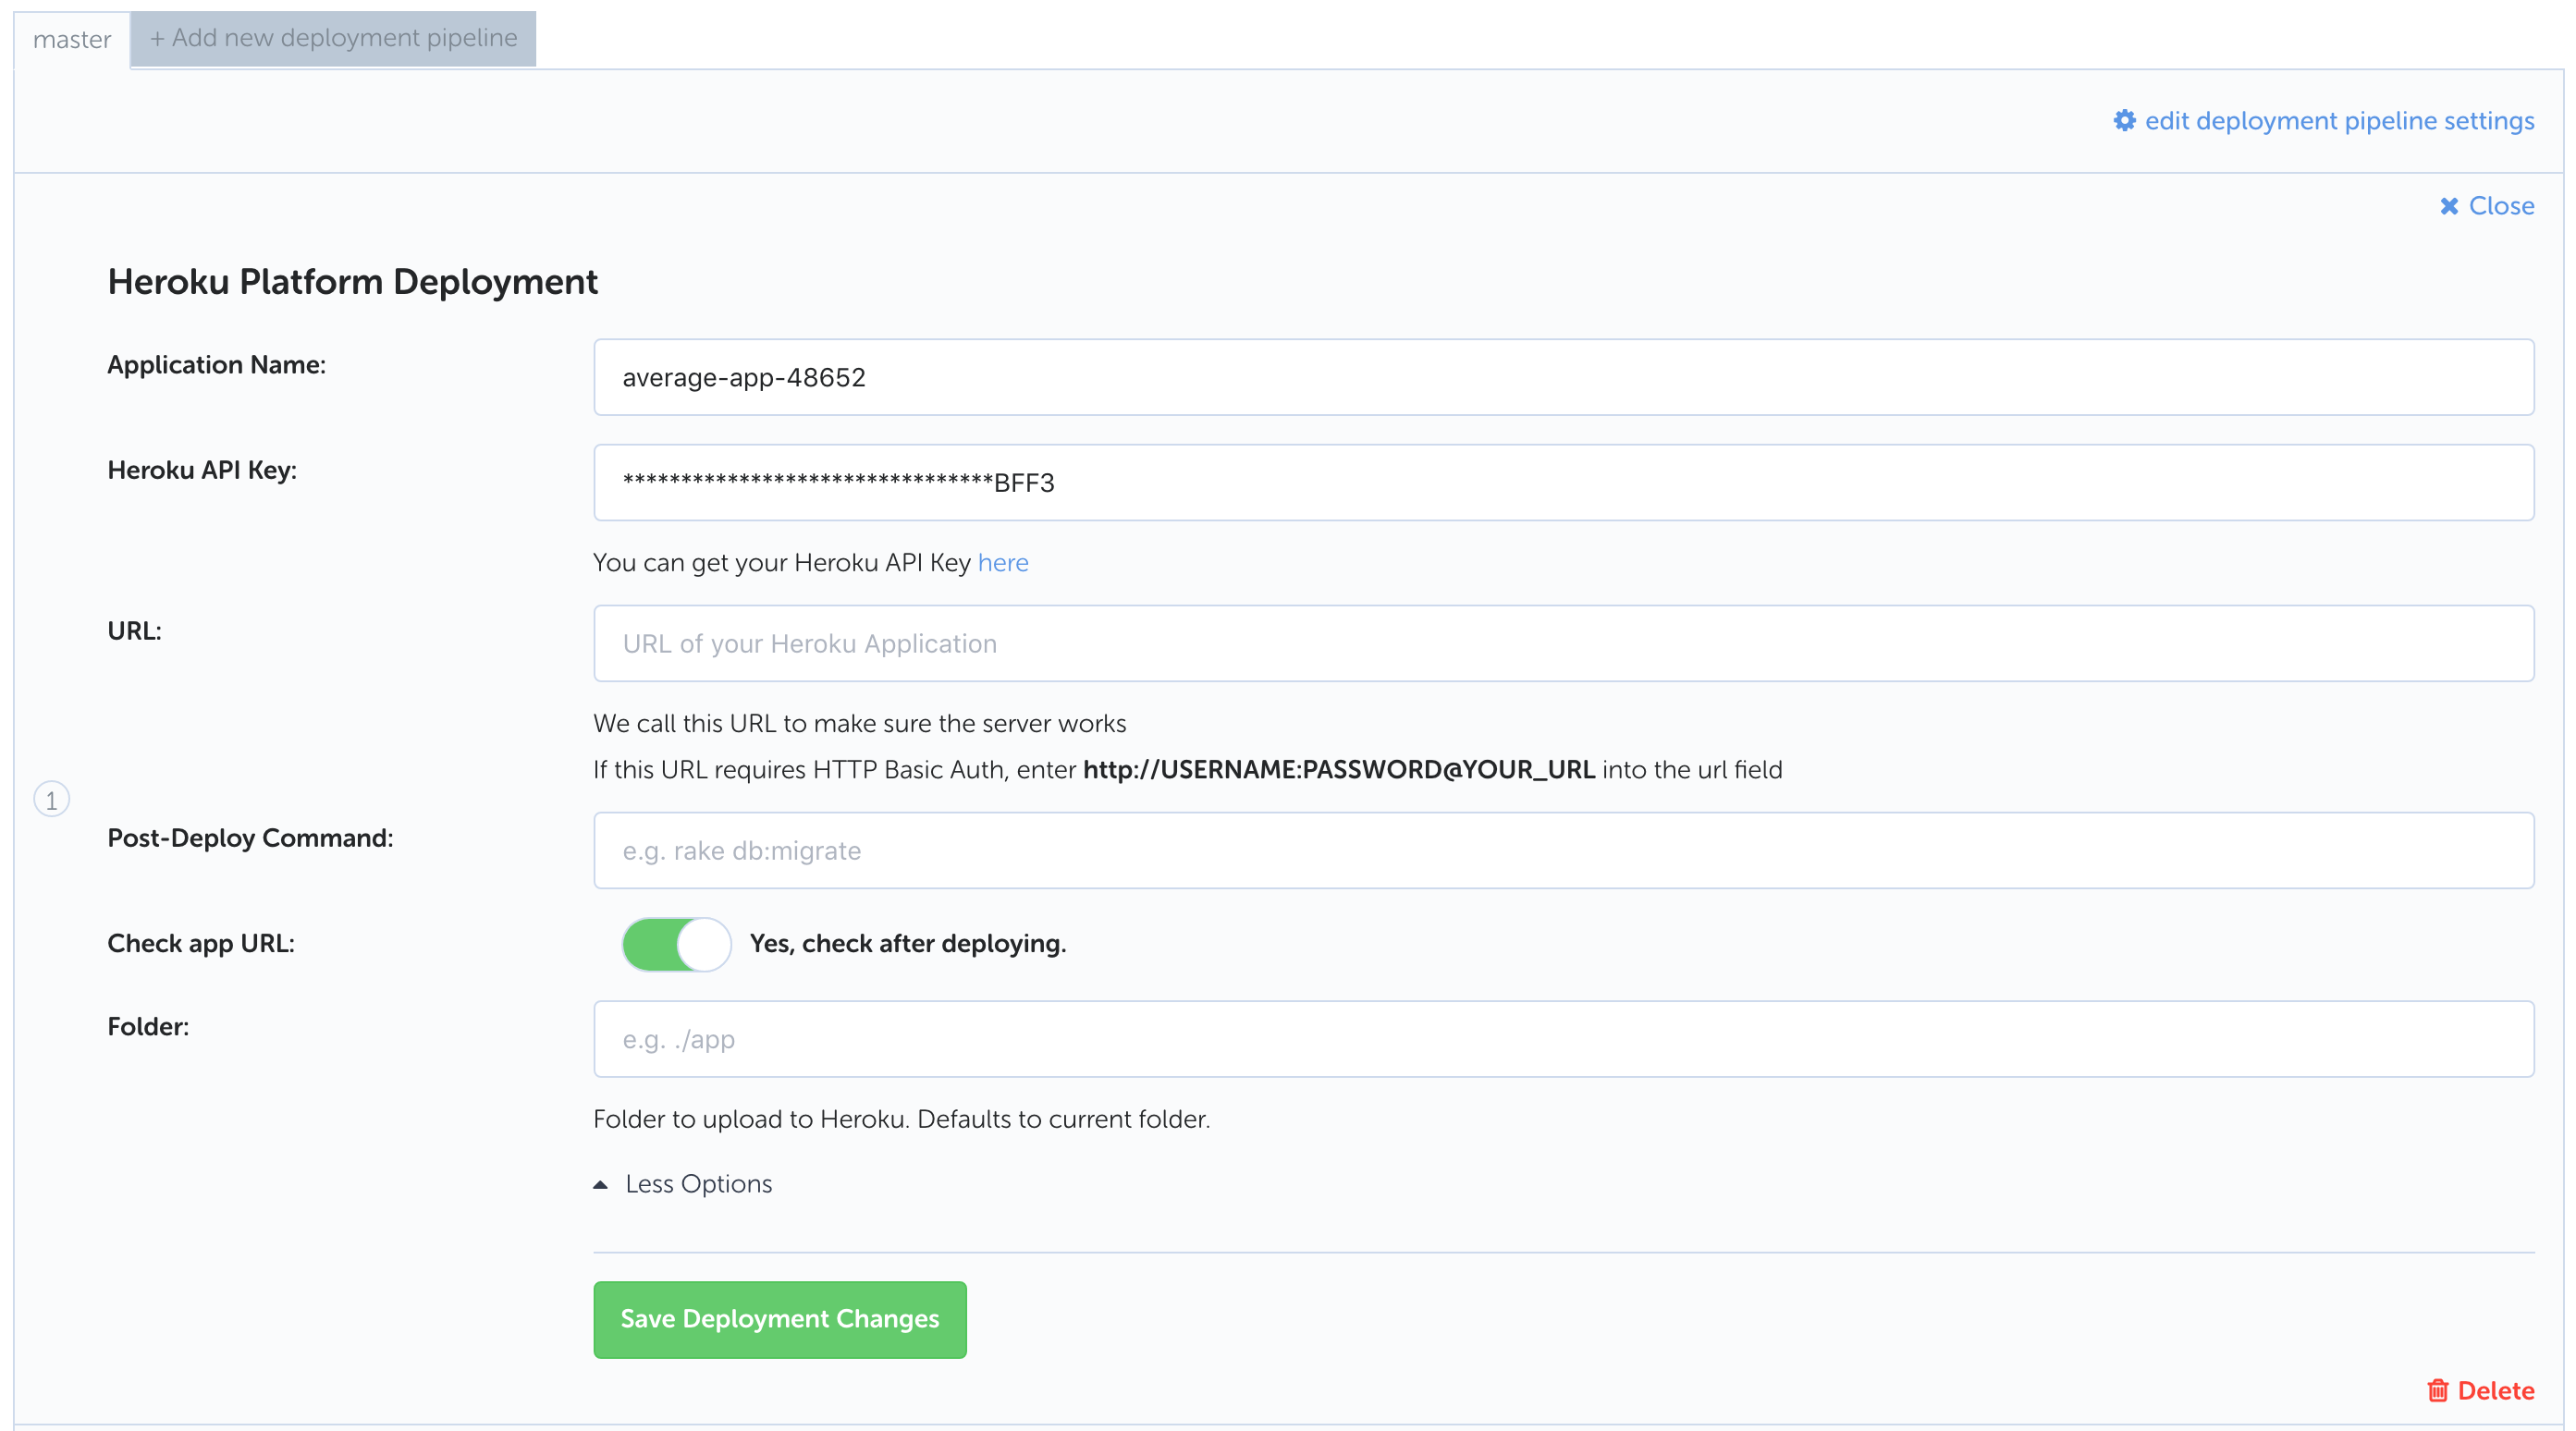 master
+ Add new deployment pipeline
edit deployment pipeline settings
Close
Heroku Platform Deployment
Application Name:
average-app-48652
Heroku API Key:
********************************BFF3
You can get your Heroku API Key here
URL:
URL of your Heroku Application
We call this URL to make sure the server works
If this URL requires HTTP Basic Auth, enter http://USERNAME:PASSWORD@YOUR_URL into the url field
1
Post-Deploy Command:
e.g. rake db:migrate
Check app URL:
Yes, check after deploying.
Folder:
e.g. ./app
Folder to upload to Heroku. Defaults to current folder.
Less Options
Save Deployment Changes
Delete